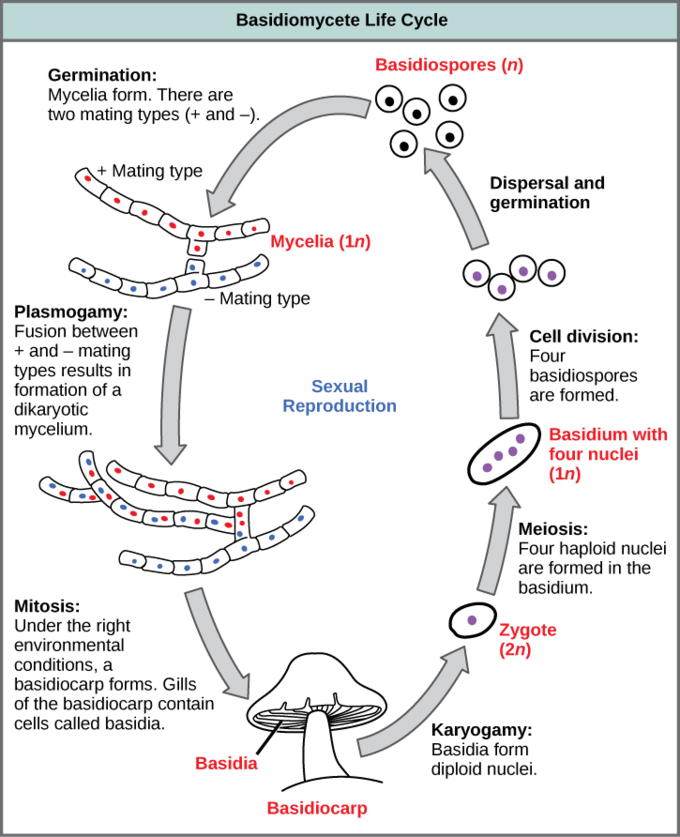 Basidiomycete Life Cycle
Basidiospores (n)
Germination:
Mycelia form. There are
two mating types (+ and –).
+ Mating type
Mycelia (1n)
– Mating type
Plasmogamy:
Fusion between
+ and – mating
types results in
formation of a
dikaryotic
mycelium.
Sexual
Reproduction
Mitosis:
Under the right
environmental
conditions, a
basidiocarp forms. Gills
of the basidiocarp contain
cells called basidia.
Basidia
Basidiocarp
Karyogamy:
Basidia form
diploid nuclei.
Zygote
(2n)
Meiosis:
Four haploid nuclei
are formed in the
basidium.
Basidium with
four nuclei
(1n)
Cell division:
Four
basidiospores
are formed.
Dispersal and
germination